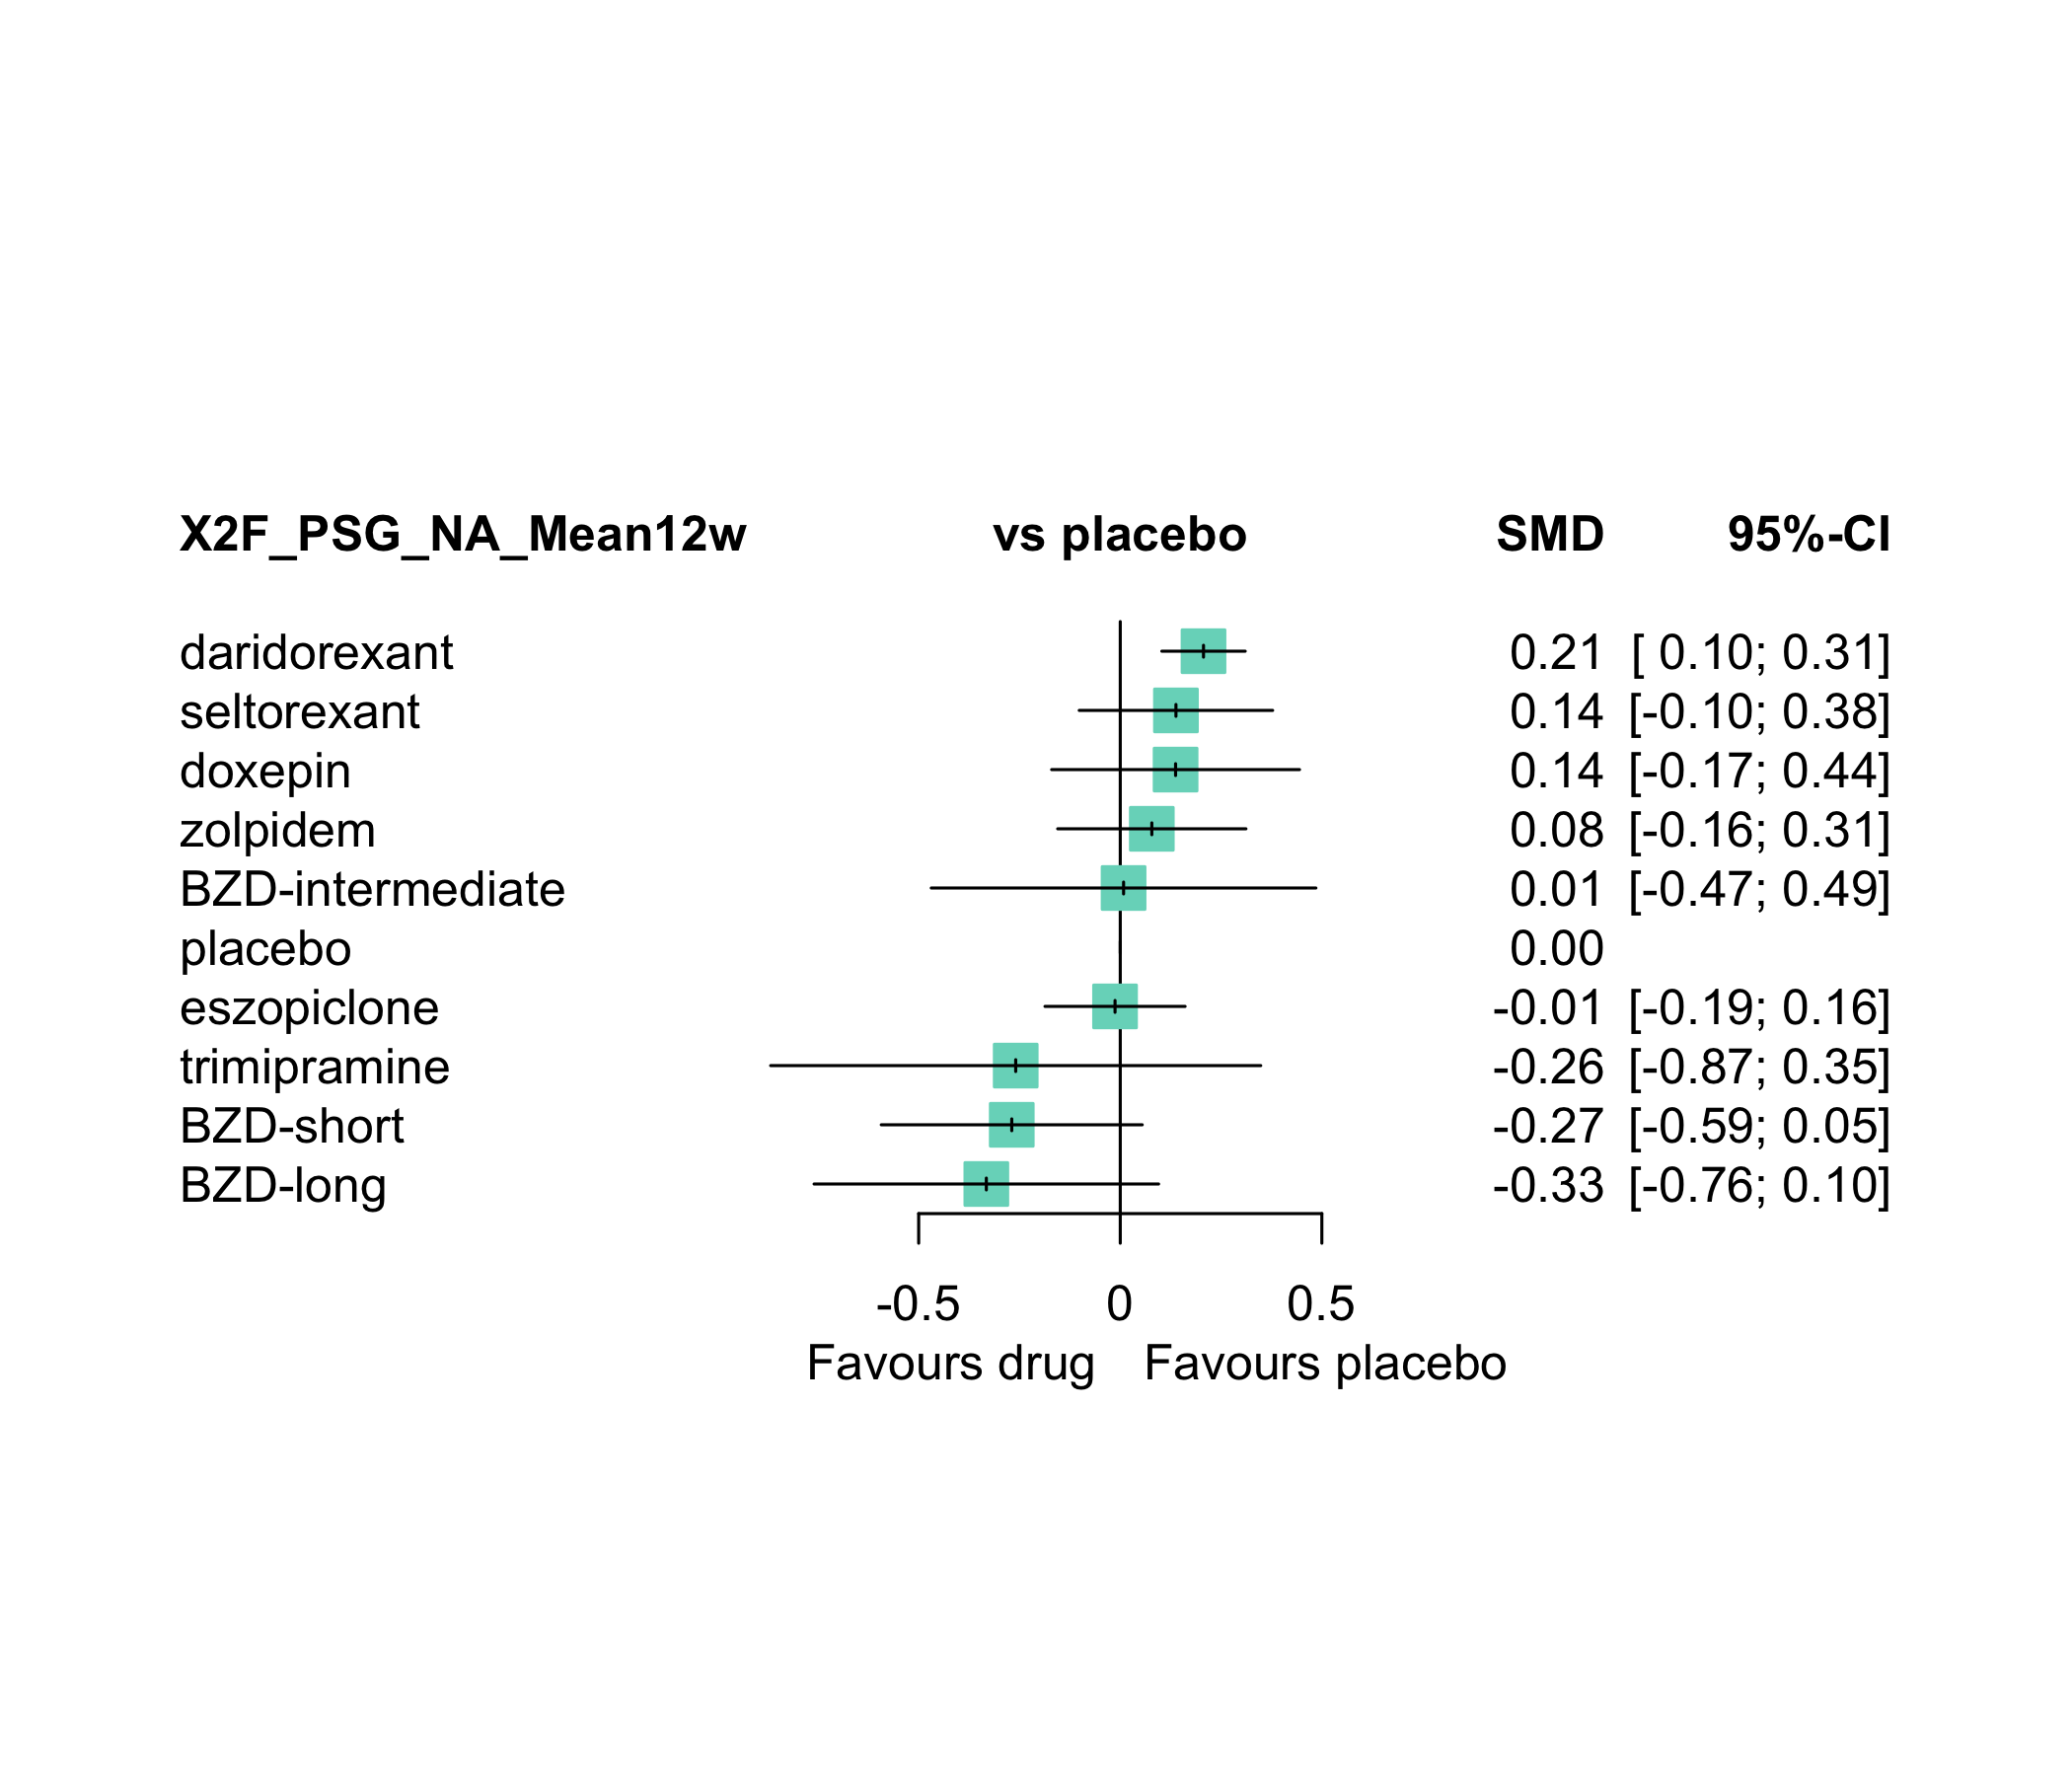 X2F_PSG_NA_Mean12w vs placebo SMD 95%-CI
daridorexant 0.21 [ 0.10; 0.31]
seltorexant 0.14 [-0.10; 0.38]
doxepin 0.14 [-0.17; 0.44]
zolpidem 0.08 [-0.16; 0.31]
BZD-intermediate 0.01 [-0.47; 0.49]
placebo 0.00
eszopiclone -0.01 [-0.19; 0.16]
trimipramine -0.26 [-0.87; 0.35]
BZD-short -0.27 [-0.59; 0.05]
BZD-long -0.33 [-0.76; 0.10]
-0.5 0 0.5
Favours drug Favours placebo